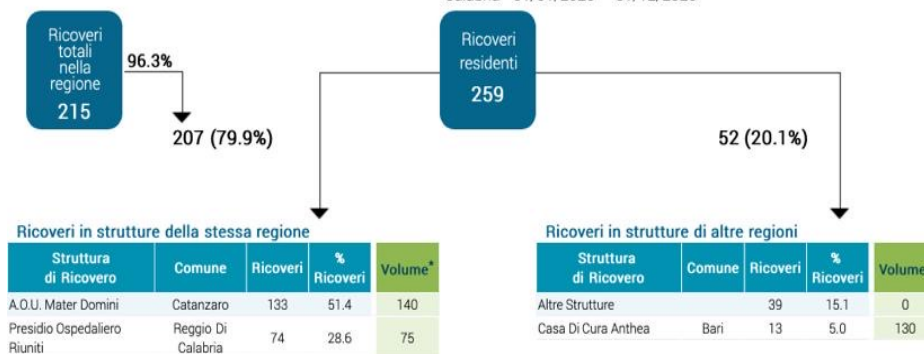 Ricoveri
totali
nella
regione
215
96.3%
207 (79.9%)
Ricoveri
residenti
259
52 (20.1%)
Ricoveri in strutture della stessa regione
Struttura
di Ricovero
Comune
Ricoveri
%
Ricoveri
Volume*
A.O.U. Mater Domini Catanzaro 133 51.4 140
Presidio Ospedaliero
Riuniti
Reggio Di
Calabria
74 28.6 75
Ricoveri in strutture di altre regioni
Struttura
di Ricovero
Comune
Ricoveri
%
Ricoveri
Volume
Altre Strutture 39 15.1 0
Casa Di Cura Anthea Bari 13 5.0 130